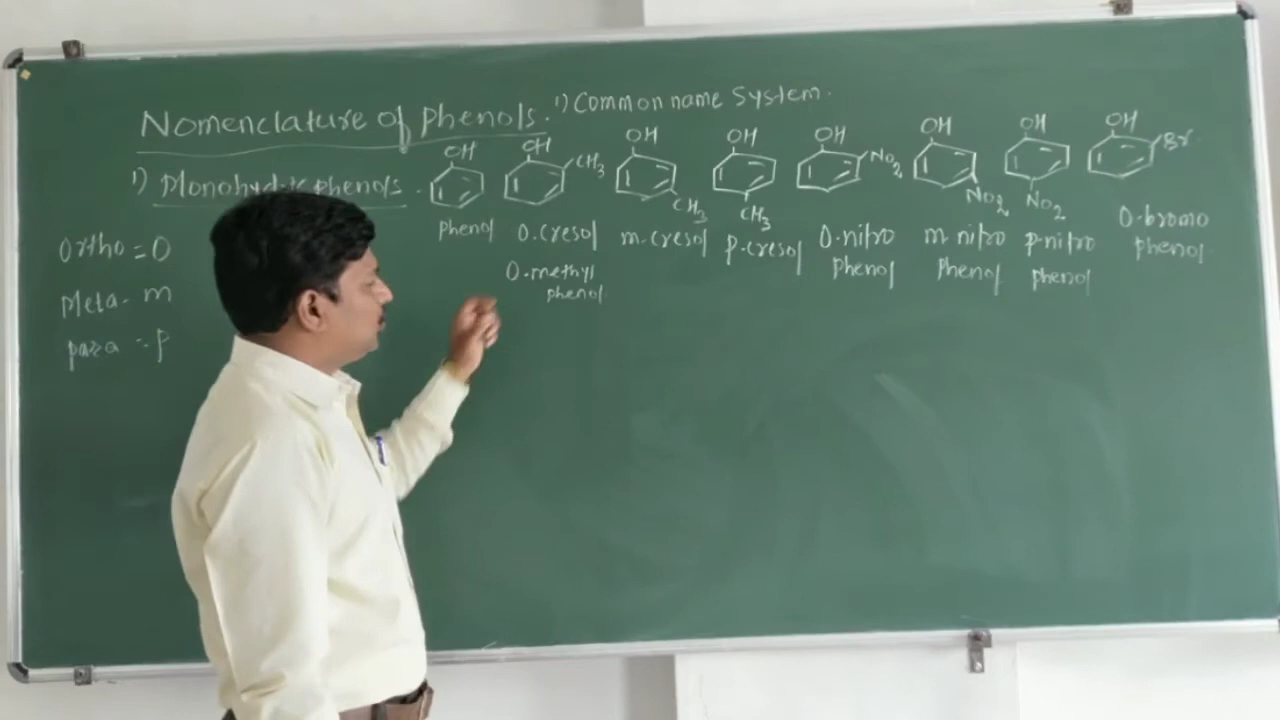 Nomenclature of phenols. 1) Common name System.
1) Monohydric phenols.
OH
phenol
OH
CH3
O.cresol
O.methyl
phenol
OH
CH3
m.cresol
OH
CH3
p.cresol
OH
NO2
O.nitro
phenol
OH
NO2
m.nitro
phenol
OH
NO2
p.nitro
phenol
OH
Br
O.bromo
phenol
Ortho = O
Meta - m
para - p